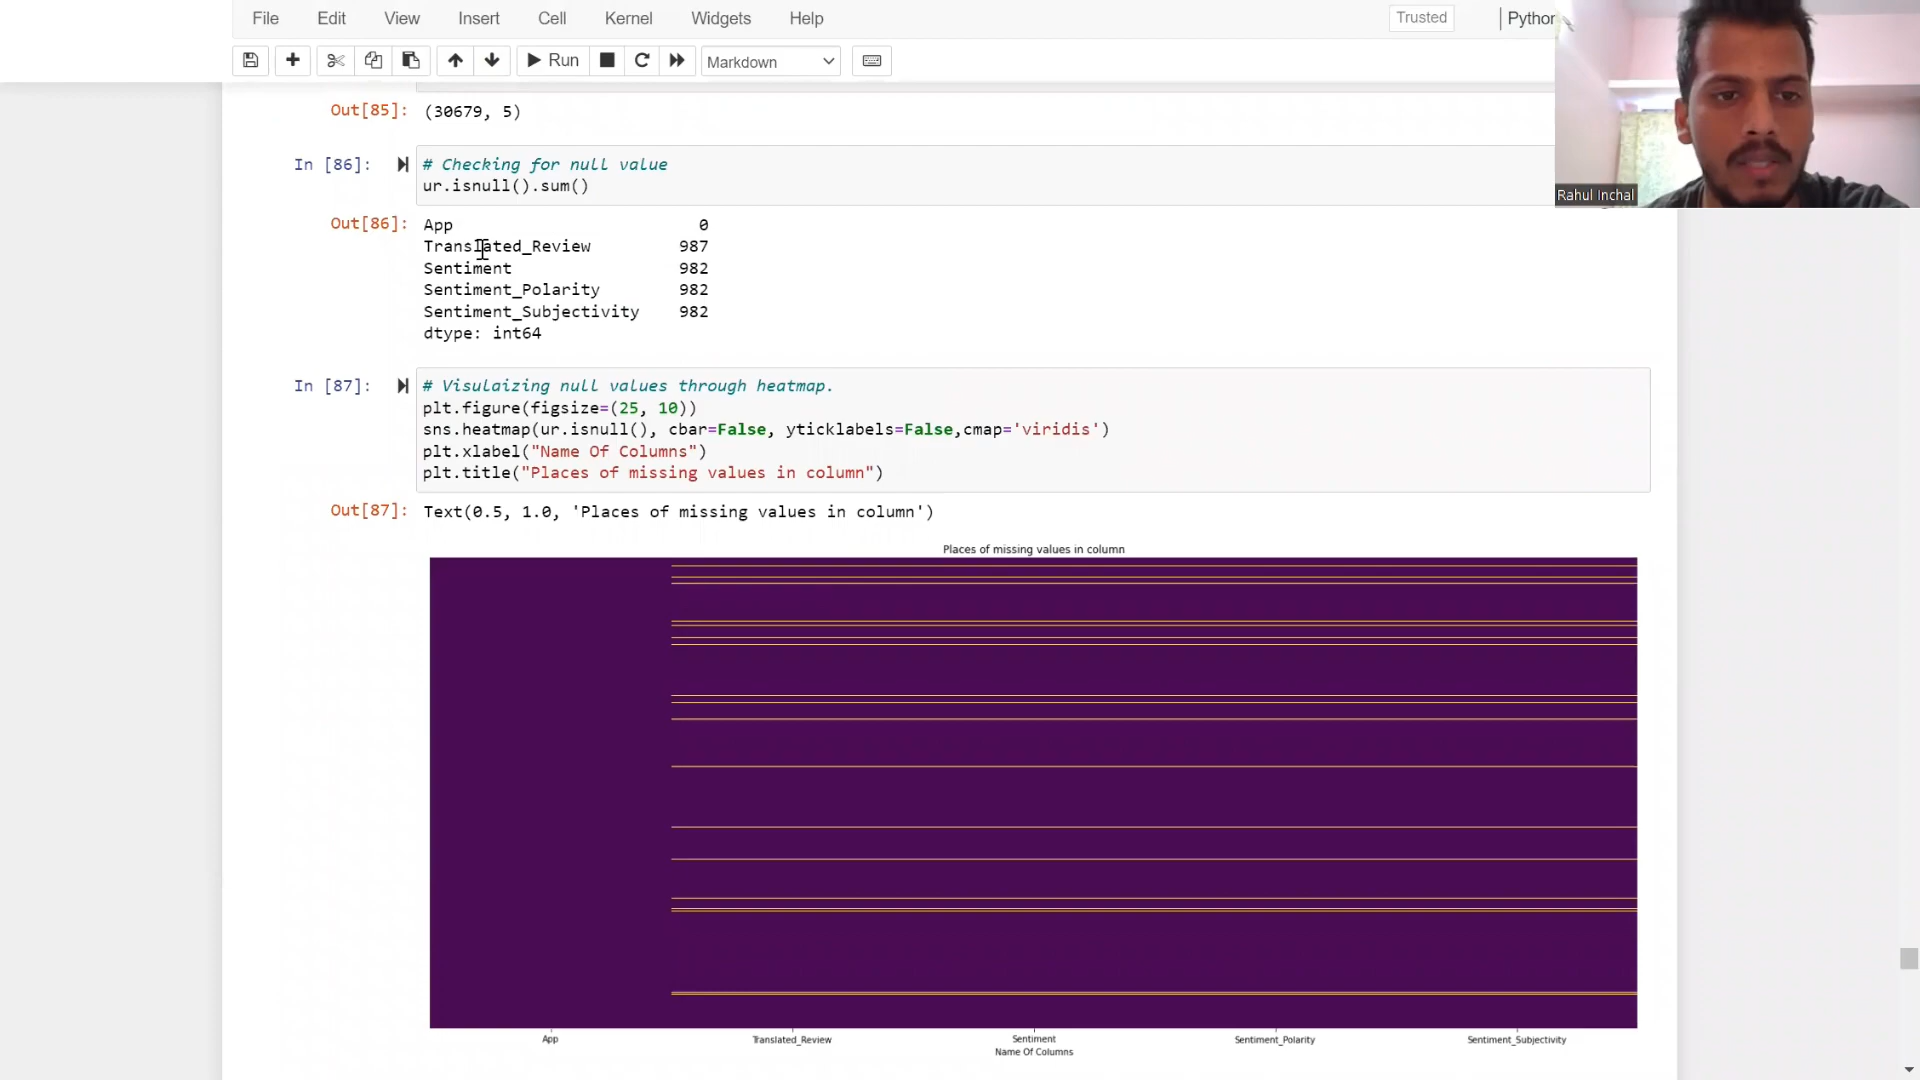 File Edit View Insert Cell Kernel Widgets Help Trusted Python
Run Markdown
Out[85]: (30679, 5)
In [86]: # Checking for null value
ur.isnull().sum()
Out[86]: App 0
Translated_Review 987
Sentiment 982
Sentiment_Polarity 982
Sentiment_Subjectivity 982
dtype: int64
In [87]: # Visulaizing null values through heatmap.
plt.figure(figsize=(25, 10))
sns.heatmap(ur.isnull(), cbar=False, yticklabels=False,cmap='viridis')
plt.xlabel("Name Of Columns")
plt.title("Places of missing values in column")
Out[87]: Text(0.5, 1.0, 'Places of missing values in column')
Places of missing values in column
App Translated_Review Sentiment Sentiment_Polarity Sentiment_Subjectivity
Name Of Columns
Rahul Inchal